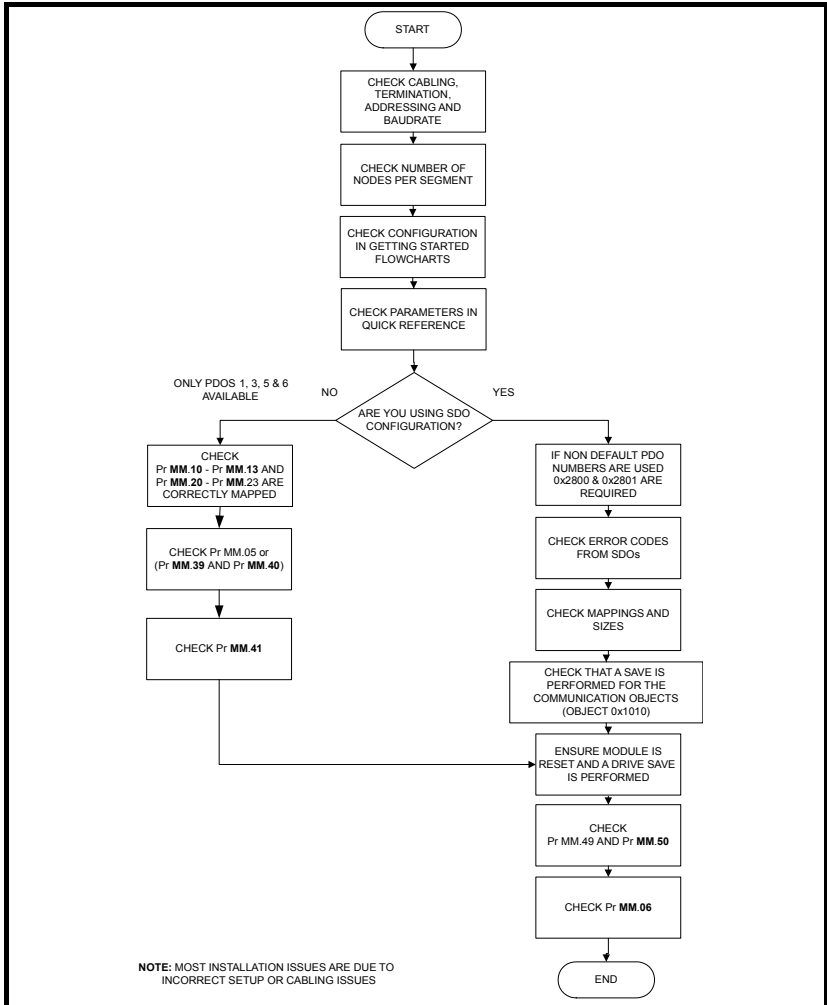 START
CHECK CABLING,
TERMINATION,
ADDRESSING AND
BAUDRATE
CHECK NUMBER OF
NODES PER SEGMENT
CHECK CONFIGURATION
IN GETTING STARTED
FLOWCHARTS
CHECK PARAMETERS IN
QUICK REFERENCE
ARE YOU USING SDO
CONFIGURATION?
NO
ONLY PDOS 1, 3, 5 & 6
AVAILABLE
CHECK
Pr MM.10 - Pr MM.13 AND
Pr MM.20 - Pr MM.23 ARE
CORRECTLY MAPPED
CHECK Pr MM.05 or
(Pr MM.39 AND Pr MM.40)
CHECK Pr MM.41
YES
IF NON DEFAULT PDO
NUMBERS ARE USED
0x2800 & 0x2801 ARE
REQUIRED
CHECK ERROR CODES
FROM SDOs
CHECK MAPPINGS AND
SIZES
CHECK THAT A SAVE IS
PERFORMED FOR THE
COMMUNICATION OBJECTS
(OBJECT 0x1010)
ENSURE MODULE IS
RESET AND A DRIVE SAVE
IS PERFORMED
CHECK
Pr MM.49 AND Pr MM.50
CHECK Pr MM.06
END
NOTE: MOST INSTALLATION ISSUES ARE DUE TO
INCORRECT SETUP OR CABLING ISSUES